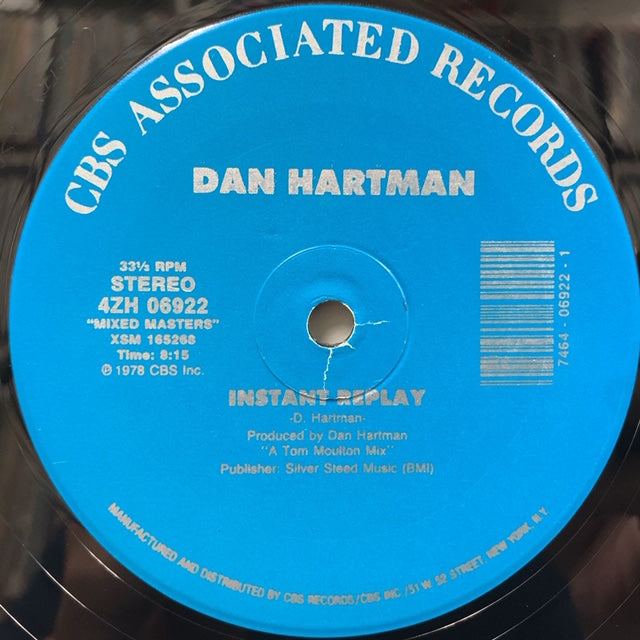 CBS ASSOCIATED RECORDS
DAN HARTMAN
33⅓ RPM
STEREO
4ZH 06922
"MIXED MASTERS"
XSM 165268
Time: 8:15
℗ 1978 CBS Inc.
7464 - 06922 - 1
INSTANT REPLAY
-D. Hartman-
Produced by Dan Hartman
"A Tom Moulton Mix"
Publisher: Silver Steed Music (BMI)
MANUFACTURED AND DISTRIBUTED BY CBS RECORDS/CBS INC./51 W. 52 STREET, NEW YORK, N.Y.